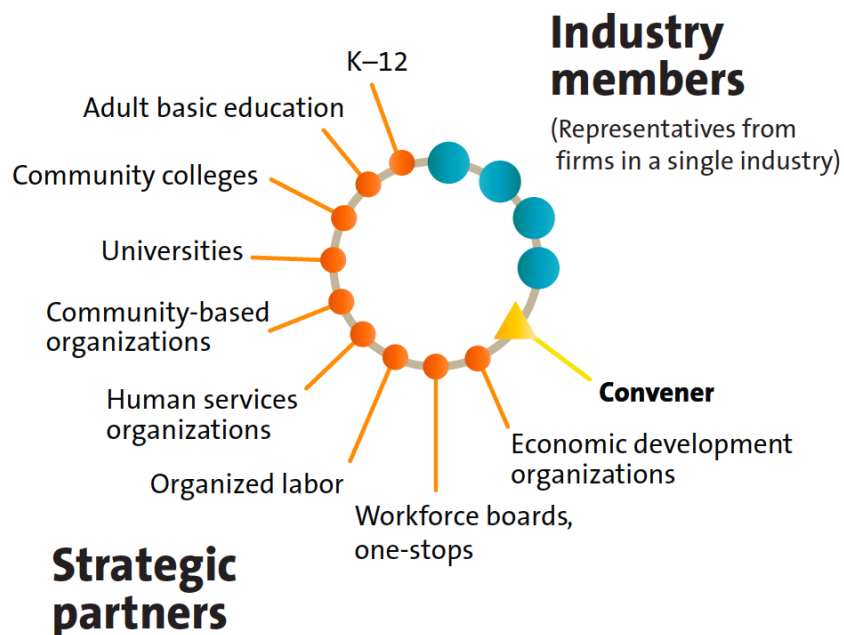 Industry
members
(Representatives from
firms in a single industry)
K–12
Adult basic education
Community colleges
Universities
Community-based
organizations
Human services
organizations
Organized labor
Workforce boards,
one-stops
Economic development
organizations
Convener
Strategic
partners